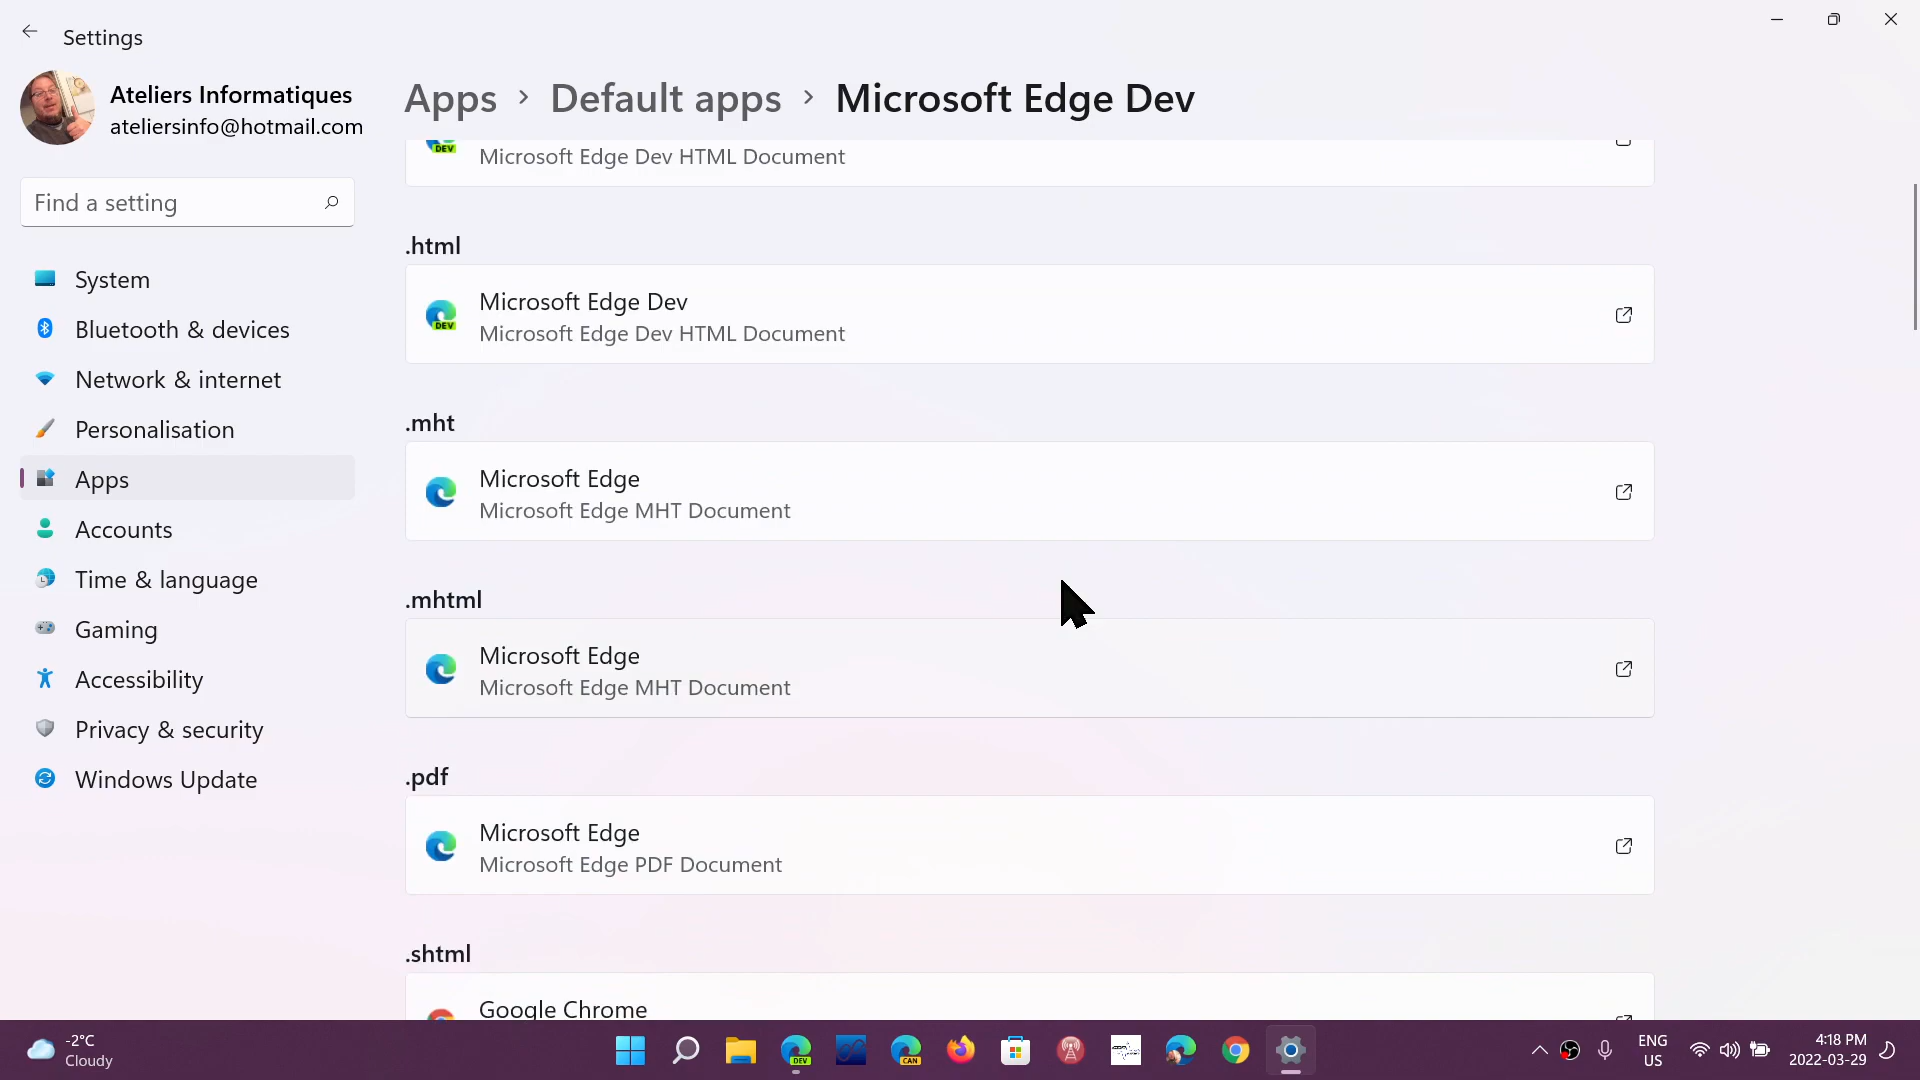 Settings
Ateliers Informatiques
ateliersinfo@hotmail.com
Find a setting
System
Bluetooth & devices
Network & internet
Personalisation
Apps
Accounts
Time & language
Gaming
Accessibility
Privacy & security
Windows Update
Apps > Default apps > Microsoft Edge Dev
DEV
Microsoft Edge Dev HTML Document
.html
DEV
Microsoft Edge Dev
Microsoft Edge Dev HTML Document
.mht
Microsoft Edge
Microsoft Edge MHT Document
.mhtml
Microsoft Edge
Microsoft Edge MHT Document
.pdf
Microsoft Edge
Microsoft Edge PDF Document
.shtml
Google Chrome
-2°C
Cloudy
DEV
CAN
ENG
US
4:18 PM
2022-03-29